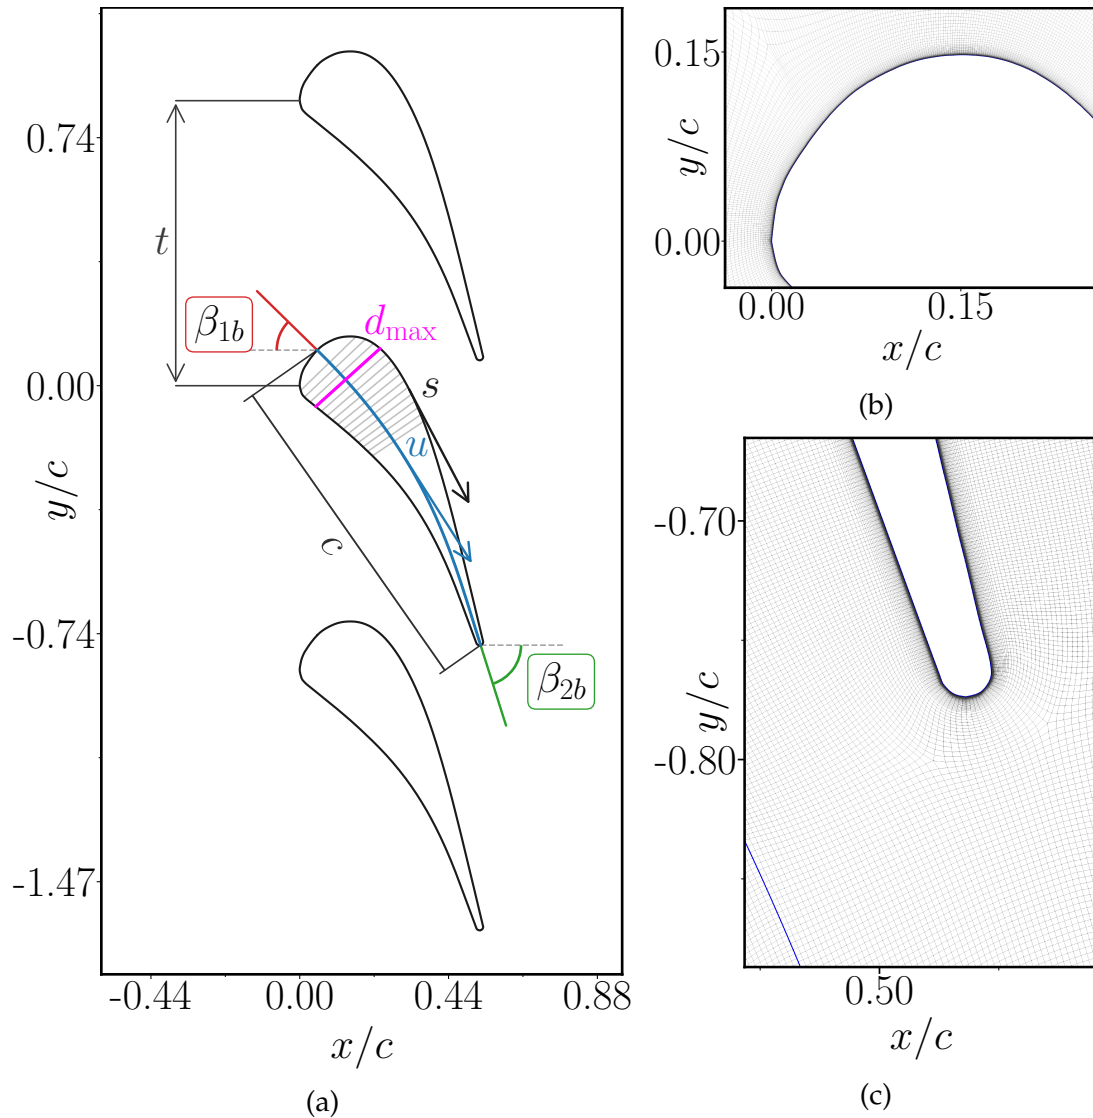 0.74
0.00
-0.74
-1.47
y/c
-0.44
0.00
0.44
0.88
x/c
t
β1b
dmax
s
u
c
β2b
(a)
0.15
0.00
y/c
0.00
0.15
x/c
(b)
-0.70
-0.80
y/c
0.50
x/c
(c)